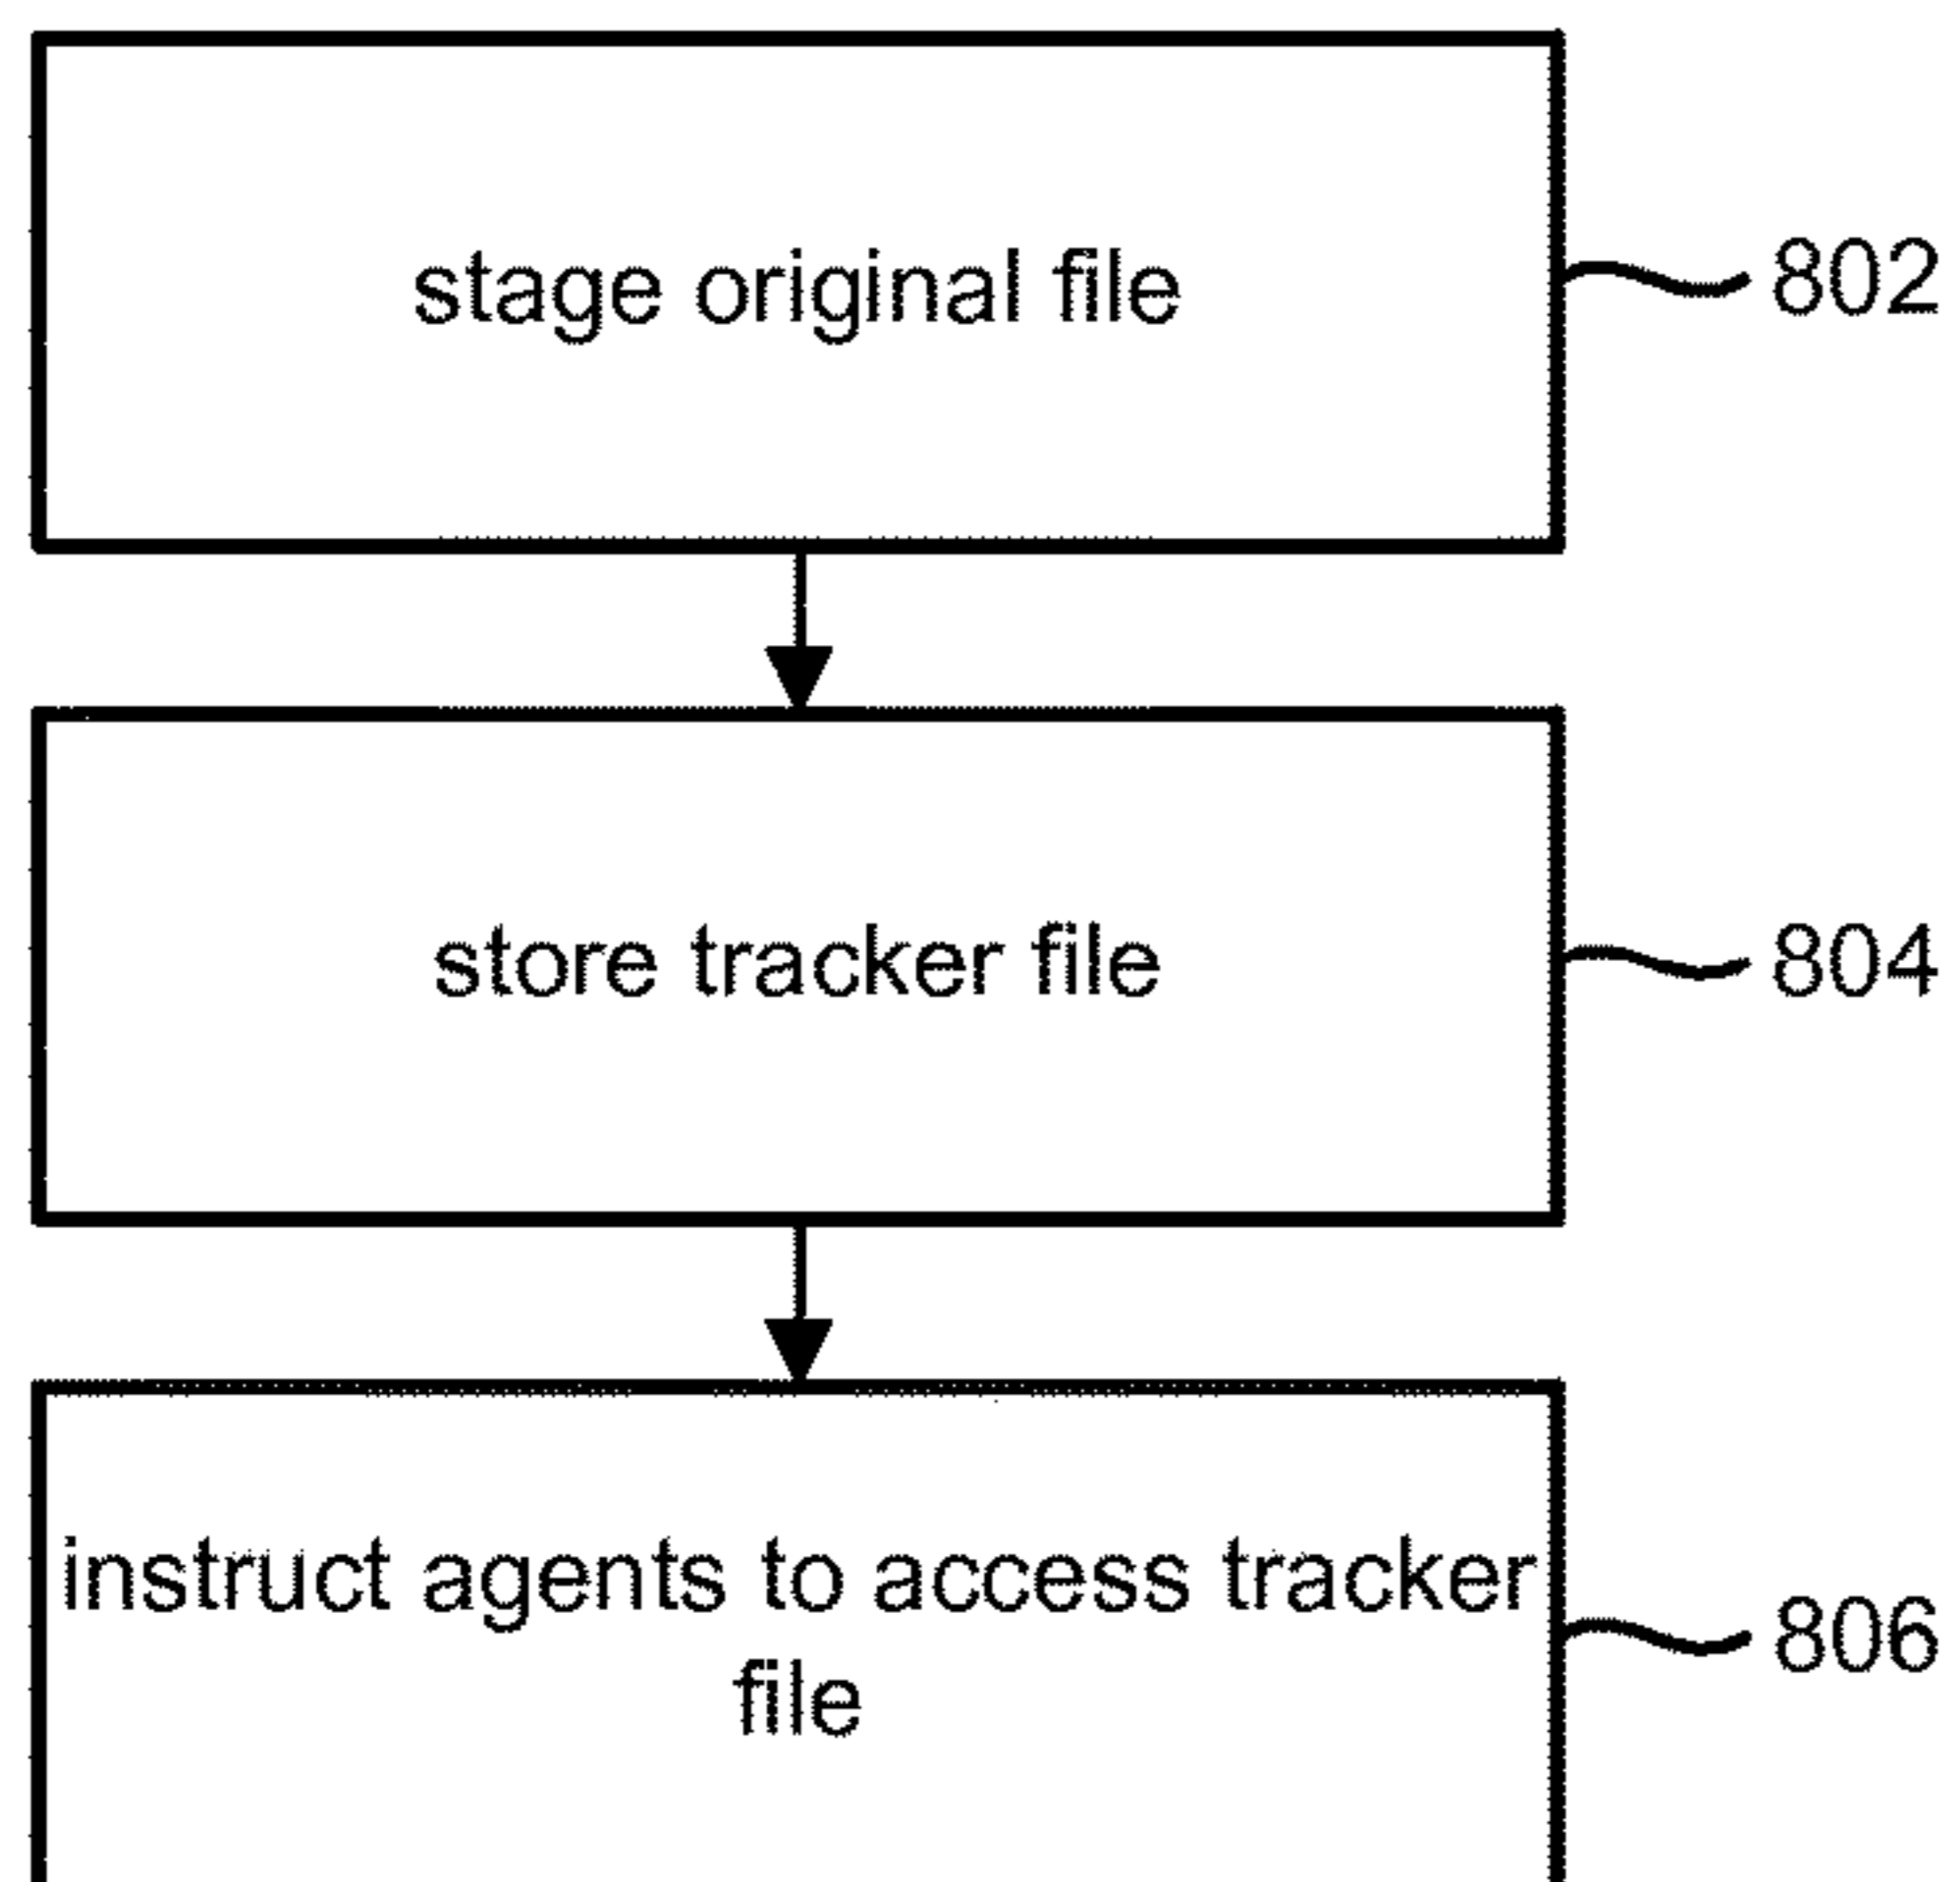 stage original file
802
store tracker file
804
instruct agents to access tracker
file
806